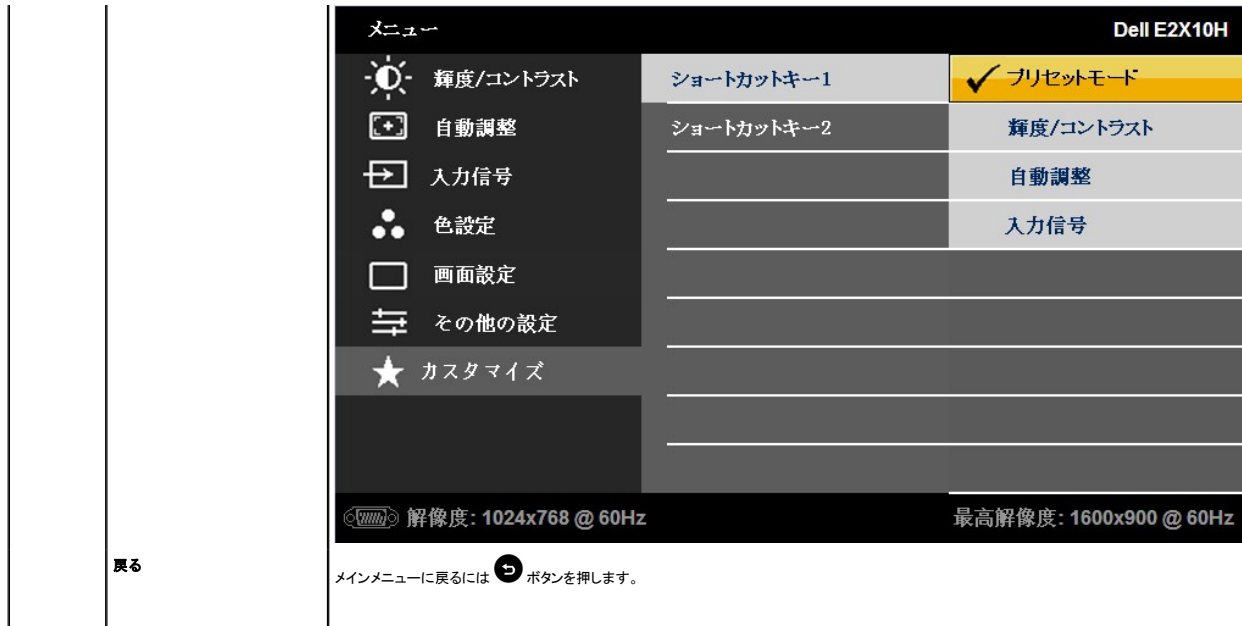 メニュー Dell E2X10H
輝度/コントラスト ショートカットキー1 プリセットモード
自動調整 ショートカットキー2 輝度/コントラスト
入力信号 自動調整
色設定 入力信号
画面設定
その他の設定
カスタマイズ
解像度: 1024x768 @ 60Hz 最高解像度: 1600x900 @ 60Hz
戻る メインメニューに戻るには ボタンを押します。